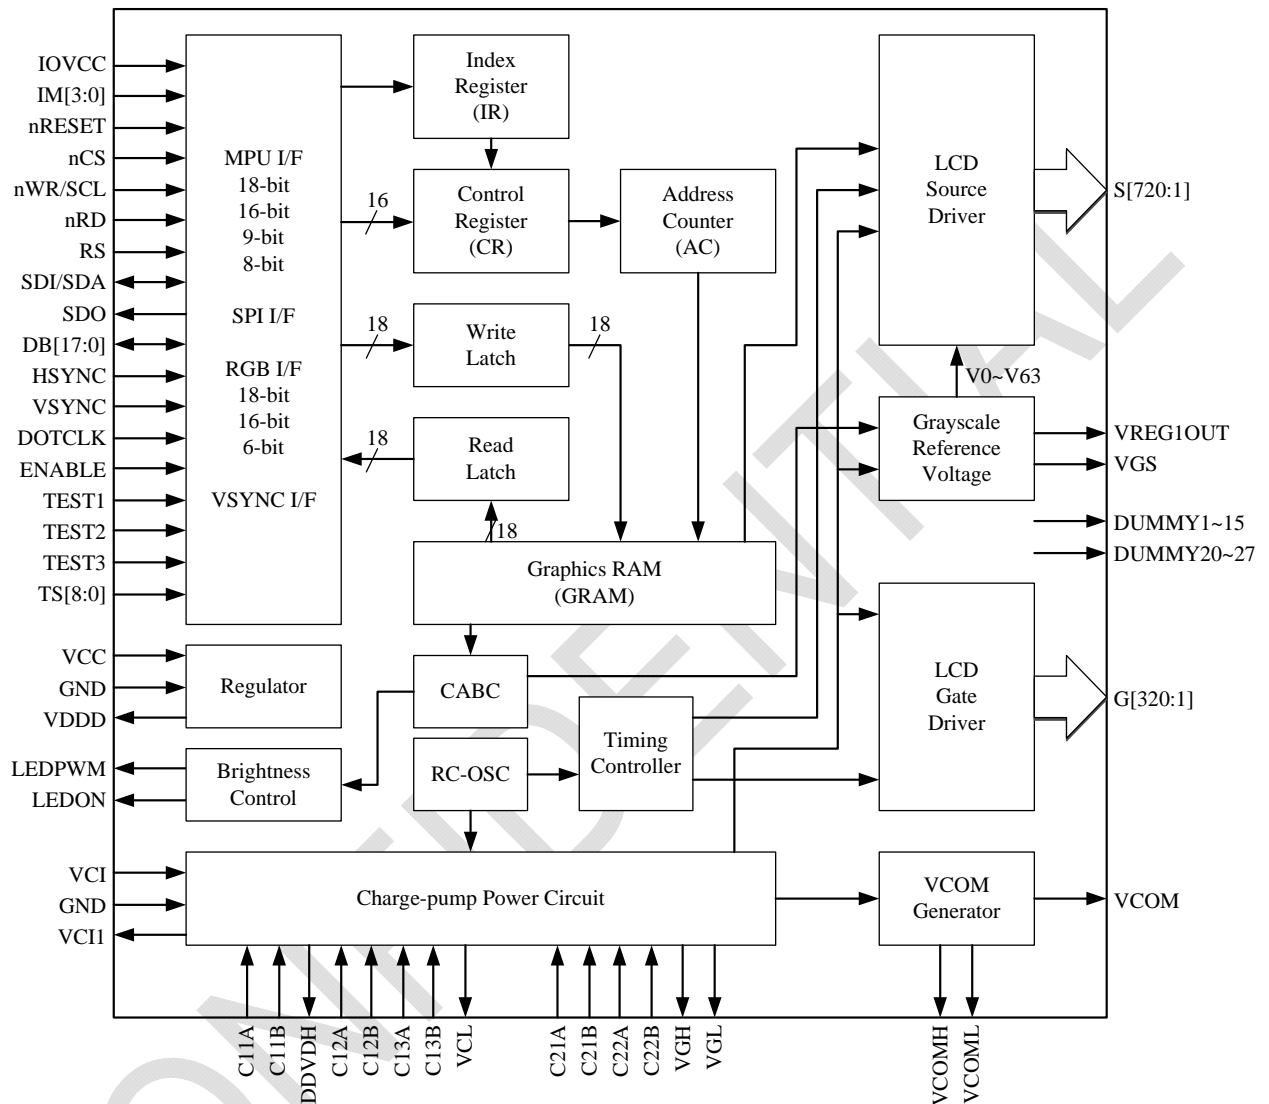 IOVCC
IM[3:0]
nRESET
nCS
nWR/SCL
nRD
RS
SDI/SDA
SDO
DB[17:0]
HSYNC
VSYNC
DOTCLK
ENABLE
TEST1
TEST2
TEST3
TS[8:0]
VCC
GND
VDDD
LEDPWM
LEDON
VCI
GND
VCI1
MPU I/F
18-bit
16-bit
9-bit
8-bit
SPI I/F
RGB I/F
18-bit
16-bit
6-bit
VSYNC I/F
Regulator
Brightness
Control
Index
Register
(IR)
16
Control
Register
(CR)
Address
Counter
(AC)
18
Write
Latch
18
18
Read
Latch
18
Graphics RAM
(GRAM)
CABC
RC-OSC
Timing
Controller
Charge-pump Power Circuit
LCD
Source
Driver
V0~V63
Grayscale
Reference
Voltage
LCD
Gate
Driver
VCOM
Generator
S[720:1]
VREG1OUT
VGS
DUMMY1~15
DUMMY20~27
G[320:1]
VCOM
C11A
C11B
DDVDH
C12A
C12B
C13A
C13B
VCL
C21A
C21B
C22A
C22B
VGH
VGL
VCOMH
VCOML
CONFIDENTIAL